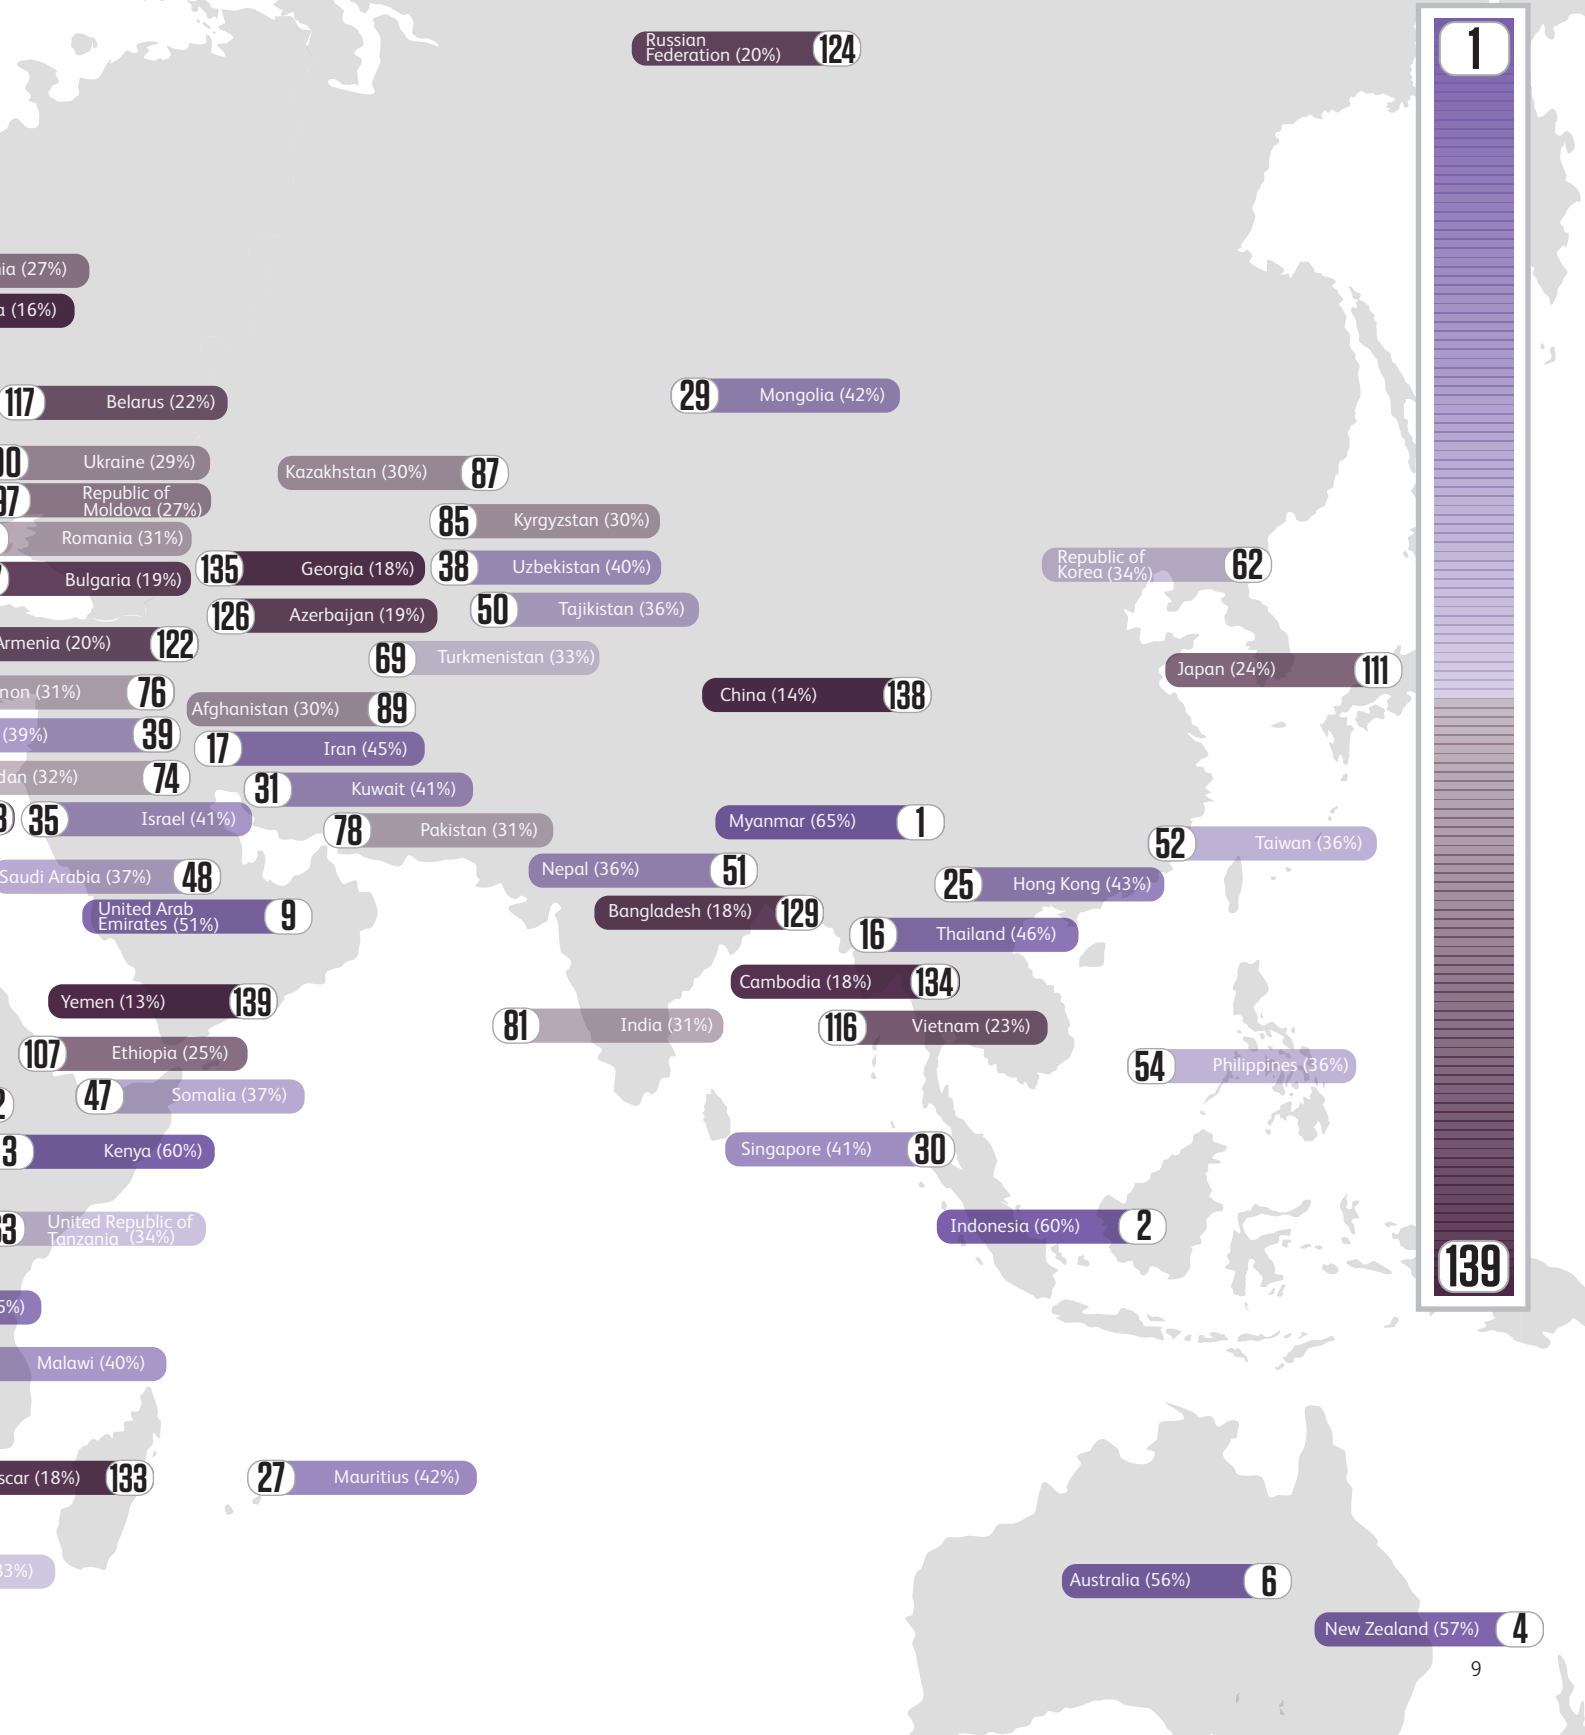 Russian
Federation (20%)
124
1
(27%)
(16%)
117
Belarus (22%)
29
Mongolia (42%)
Ukraine (29%)
Kazakhstan (30%)
87
Republic of
Moldova (27%)
85
Kyrgyzstan (30%)
Romania (31%)
135
Georgia (18%)
38
Uzbekistan (40%)
Republic of
Korea (34%)
62
Bulgaria (19%)
126
Azerbaijan (19%)
50
Tajikistan (36%)
Armenia (20%)
122
69
Turkmenistan (33%)
Japan (24%)
111
(31%)
76
Afghanistan (30%)
89
China (14%)
138
(39%)
39
17
Iran (45%)
(32%)
74
31
Kuwait (41%)
35
Israel (41%)
78
Pakistan (31%)
Myanmar (65%)
1
52
Taiwan (36%)
Saudi Arabia (37%)
48
Nepal (36%)
51
25
Hong Kong (43%)
United Arab
Emirates (51%)
9
Bangladesh (18%)
129
16
Thailand (46%)
Yemen (13%)
139
Cambodia (18%)
134
81
India (31%)
116
Vietnam (23%)
107
Ethiopia (25%)
54
Philippines (36%)
47
Somalia (37%)
3
Kenya (60%)
Singapore (41%)
30
United Republic of
Tanzania (34%)
Indonesia (60%)
2
139
Malawi (40%)
(18%)
133
27
Mauritius (42%)
Australia (56%)
6
New Zealand (57%)
4
9